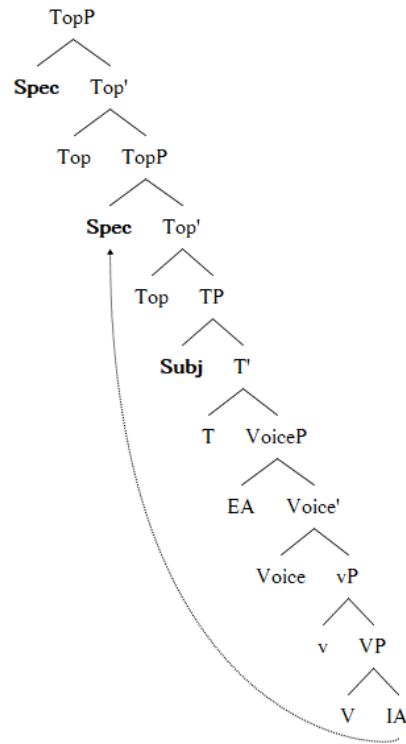 TopP
Spec Top'
Top TopP
Spec Top'
Top TP
Subj T'
T VoiceP
EA Voice'
Voice vP
v VP
V IA